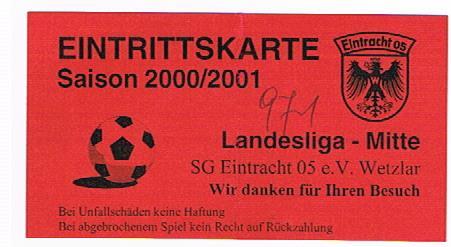 EINTRITTSKARTE
Eintracht 05
Saison 2000/2001
971
Landesliga - Mitte
SG Eintracht 05 e.V. Wetzlar
Wir danken für Ihren Besuch
Bei Unfallschäden keine Haftung
Bei abgebrochenem Spiel kein Recht auf Rückzahlung